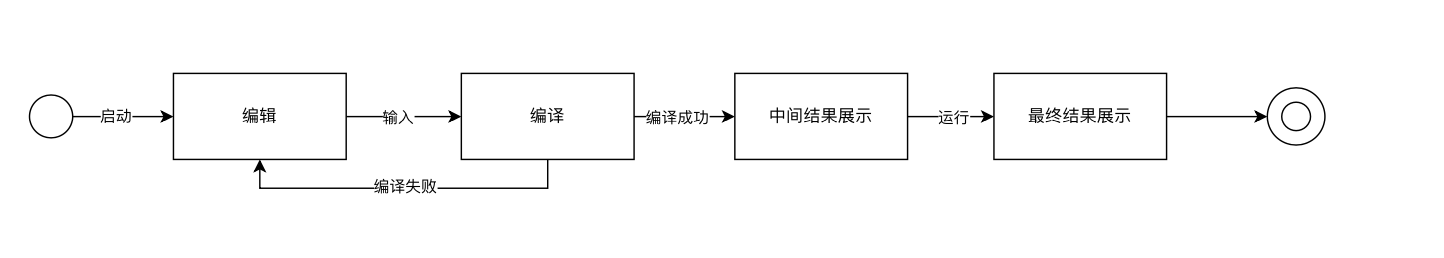 启动
编辑
输入
编译
编译成功
中间结果展示
运行
最终结果展示
编译失败